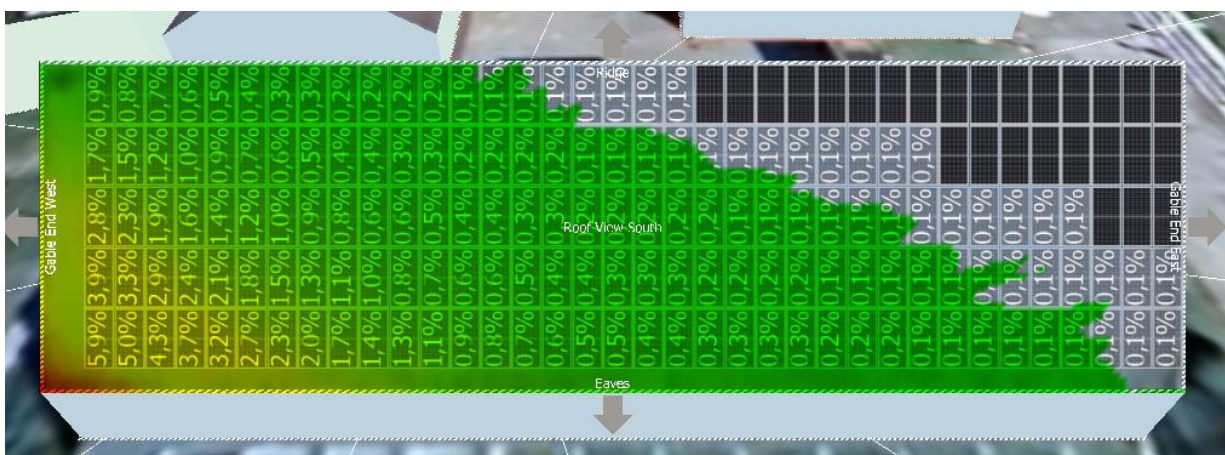 Ridge
0,9% 0,8% 0,7% 0,6% 0,5% 0,4% 0,3% 0,3% 0,2% 0,2% 0,2% 0,2% 0,1% 0,1% 0,1% 0,1% 0,1% 0,1% 0,1% 0,1%
1,7% 1,5% 1,2% 1,0% 0,9% 0,7% 0,6% 0,5% 0,4% 0,4% 0,3% 0,3% 0,2% 0,2% 0,2% 0,2% 0,1% 0,1% 0,1% 0,1% 0,1% 0,1% 0,1% 0,1% 0,1% 0,1% 0,1% 0,1%
Gable End West
2,8% 2,3% 1,9% 1,6% 1,4% 1,2% 1,0% 0,9% 0,8% 0,6% 0,6% 0,5% 0,4% 0,4% 0,3% 0,3% 0,2% 0,2% 0,2% 0,2% 0,2% 0,1% 0,1% 0,1% 0,1% 0,1% 0,1% 0,1% 0,1% 0,1% 0,1% 0,1% 0,1%
Roof View-South
Gable End East
3,9% 3,3% 2,9% 2,4% 2,1% 1,8% 1,5% 1,3% 1,1% 1,0% 0,8% 0,7% 0,6% 0,6% 0,5% 0,4% 0,4% 0,3% 0,3% 0,3% 0,2% 0,2% 0,2% 0,2% 0,1% 0,1% 0,1% 0,1% 0,1% 0,1% 0,1% 0,1% 0,1% 0,1% 0,1% 0,1%
5,9% 5,0% 4,3% 3,7% 3,2% 2,7% 2,3% 2,0% 1,7% 1,4% 1,3% 1,1% 0,9% 0,8% 0,7% 0,6% 0,5% 0,5% 0,4% 0,4% 0,3% 0,3% 0,3% 0,2% 0,2% 0,2% 0,2% 0,1% 0,1% 0,1% 0,1% 0,1% 0,1% 0,1% 0,1% 0,1%
Eaves